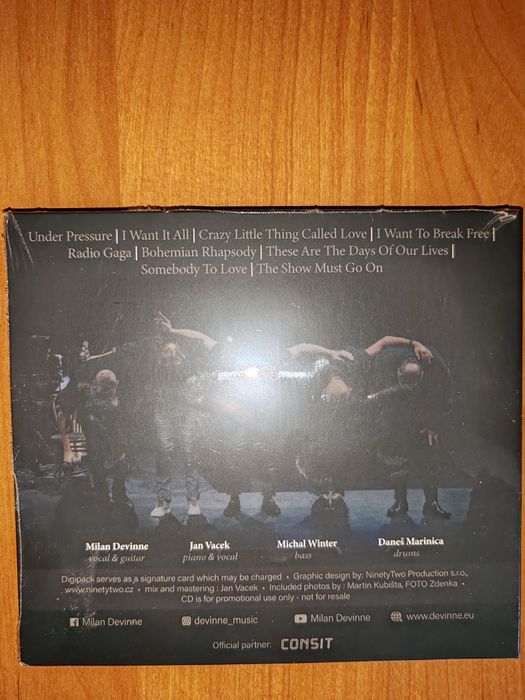 Under Pressure | I Want It All | Crazy Little Thing Called Love | I Want To Break Free |
Radio Gaga | Bohemian Rhapsody | These Are The Days Of Our Lives |
Somebody To Love | The Show Must Go On
Milan Devinne Jan Vacek Michal Winter Daneš Marinica
vocal & guitar piano & vocal bass drums
Digipack serves as a signature card which may be charged • Graphic design by: NinetyTwo Production s.r.o.,
www.ninetytwo.cz • mix and mastering : Jan Vacek • Included photos by : Martin Kubišta, FOTO Zdenka •
CD is for promotional use only - not for resale
Milan Devinne devinne_music Milan Devinne www.devinne.eu
Official partner: CONSIT